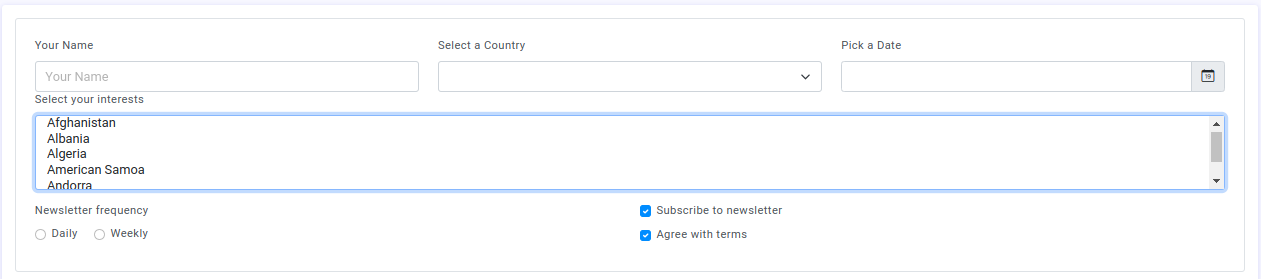 Your Name Select a Country Pick a Date
Your Name 19
Select your interests
Afghanistan
Albania
Algeria
American Samoa
Andorra
Newsletter frequency Subscribe to newsletter
Daily Weekly Agree with terms